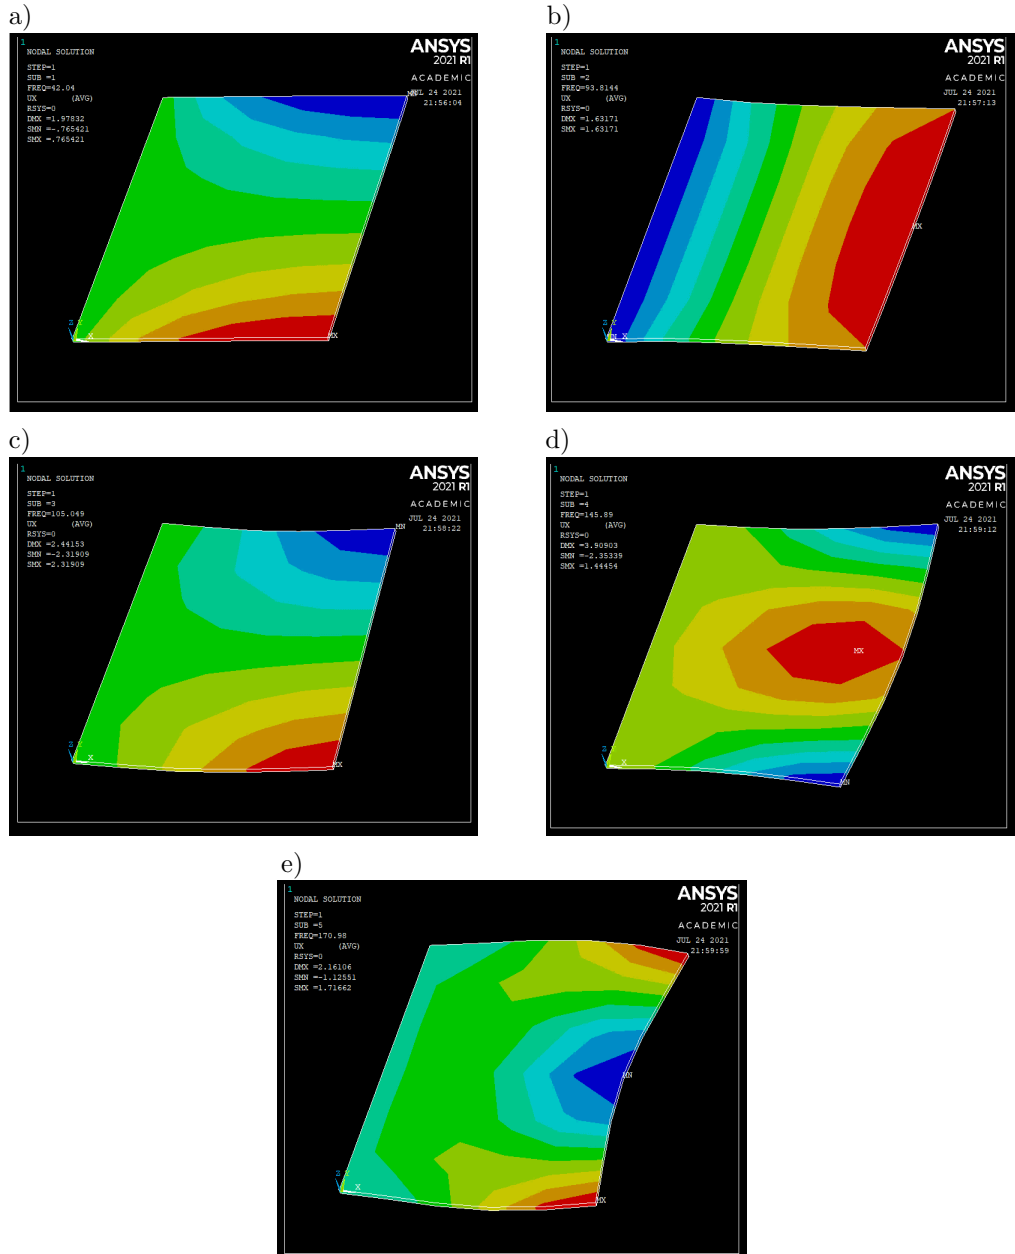 a)
1
NODAL SOLUTION
STEP=1
SUB =1
FREQ=42.04
UX (AVG)
RSYS=0
DMX=1.97832
SMN=-.765421
SMX=.765421
ANSYS
2021 R1
ACADEMIC
JUL 24 2021
21:56:04
MN
Z Y
X
MX
b)
1
NODAL SOLUTION
STEP=1
SUB =2
FREQ=93.8144
UX (AVG)
RSYS=0
DMX=1.63171
SMX=1.63171
ANSYS
2021 R1
ACADEMIC
JUL 24 2021
21:57:13
MX
Z Y
MN X
c)
1
NODAL SOLUTION
STEP=1
SUB =3
FREQ=105.049
UX (AVG)
RSYS=0
DMX=2.44153
SMN=-2.31909
SMX=2.31909
ANSYS
2021 R1
ACADEMIC
JUL 24 2021
21:58:22
MN
Z Y
X
MX
d)
1
NODAL SOLUTION
STEP=1
SUB =4
FREQ=145.89
UX (AVG)
RSYS=0
DMX=3.90903
SMN=-2.35339
SMX=1.44454
ANSYS
2021 R1
ACADEMIC
JUL 24 2021
21:59:12
MX
Z Y
X
MN
e)
1
NODAL SOLUTION
STEP=1
SUB =5
FREQ=170.98
UX (AVG)
RSYS=0
DMX=2.16106
SMN=-1.12551
SMX=1.71662
ANSYS
2021 R1
ACADEMIC
JUL 24 2021
21:59:59
MN
Z Y
X
MX